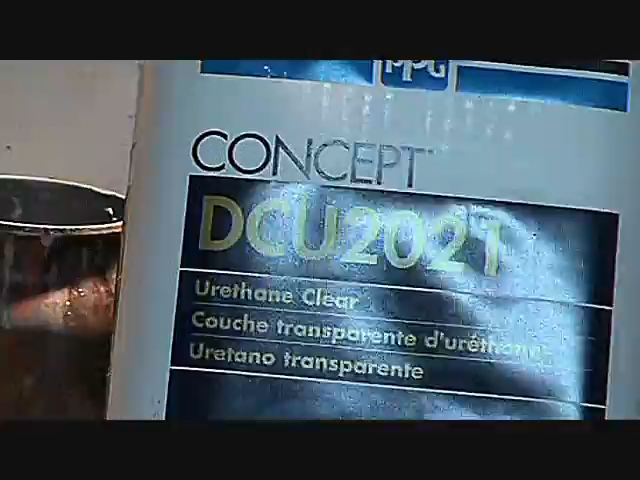 PPG
CONCEPT
DCU2021
Urethane Clear
Couche transparente d'uréthane
Uretano transparente